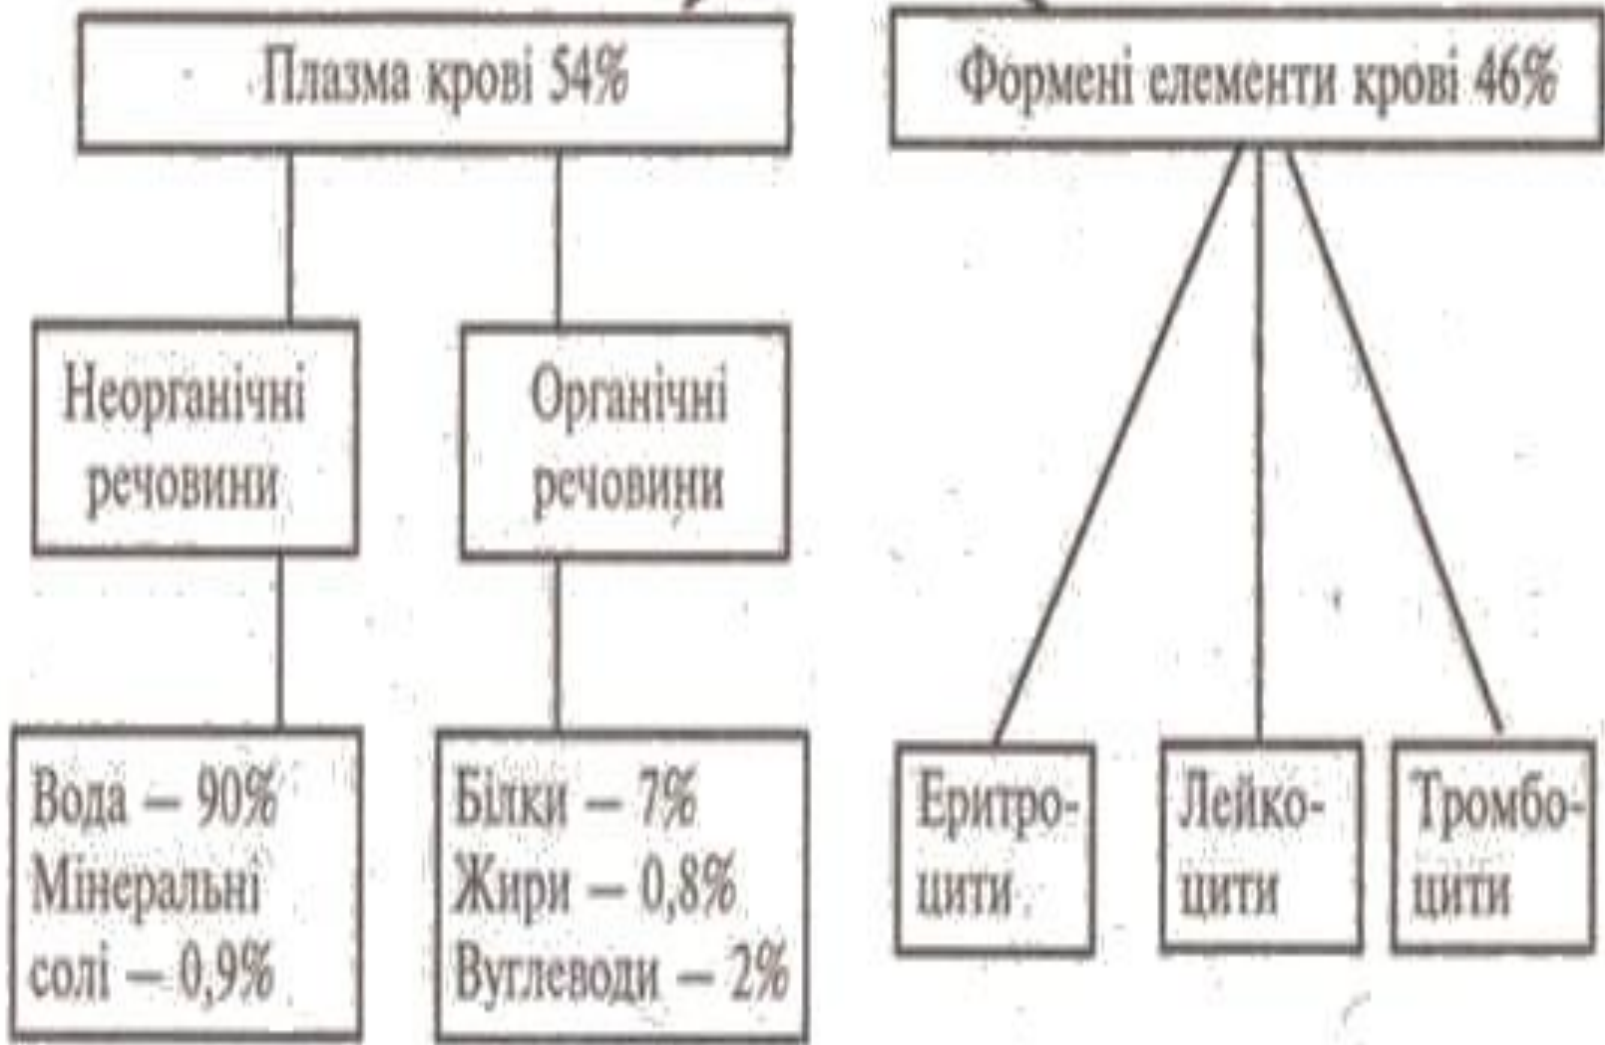 Плазма крові 54%
Формені елементи крові 46%
Неорганічні
речовини
Органічні
речовини
Вода — 90%
Мінеральні
солі — 0,9%
Білки — 7%
Жири — 0,8%
Вуглеводи — 2%
Еритро-
цити
Лейко-
цити
Тромбо-
цити